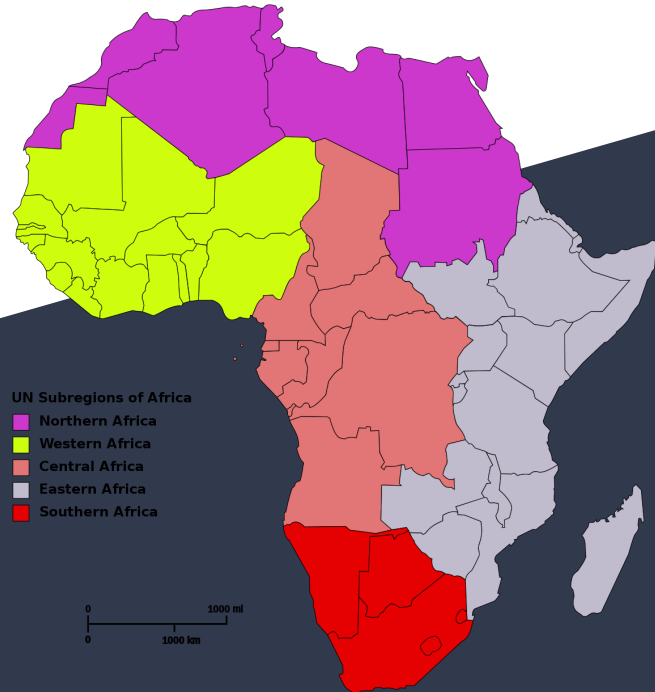 UN Subregions of Africa
Northern Africa
Western Africa
Central Africa
Eastern Africa
Southern Africa
0 1000 mi
0 1000 km